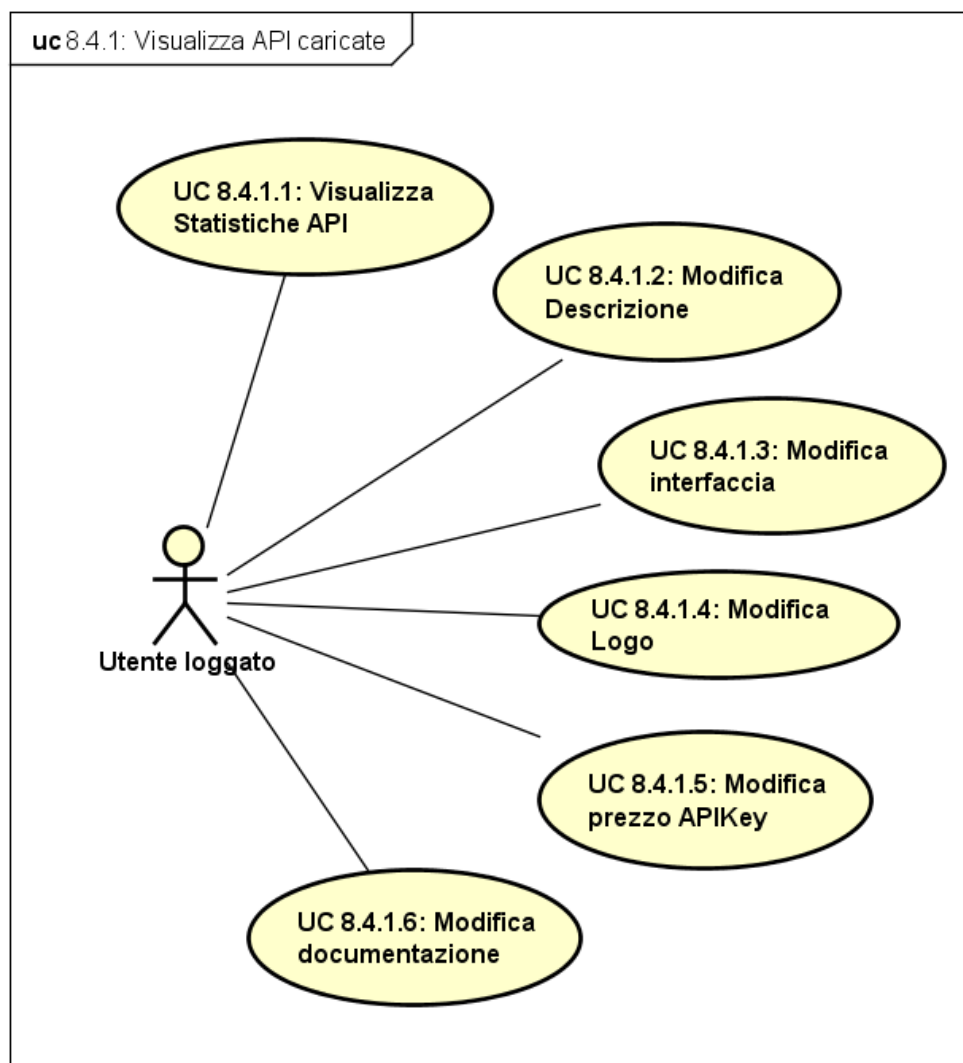 uc 8.4.1: Visualizza API caricate
UC 8.4.1.1: Visualizza
Statistiche API
UC 8.4.1.2: Modifica
Descrizione
UC 8.4.1.3: Modifica
interfaccia
UC 8.4.1.4: Modifica
Logo
Utente loggato
UC 8.4.1.5: Modifica
prezzo APIKey
UC 8.4.1.6: Modifica
documentazione